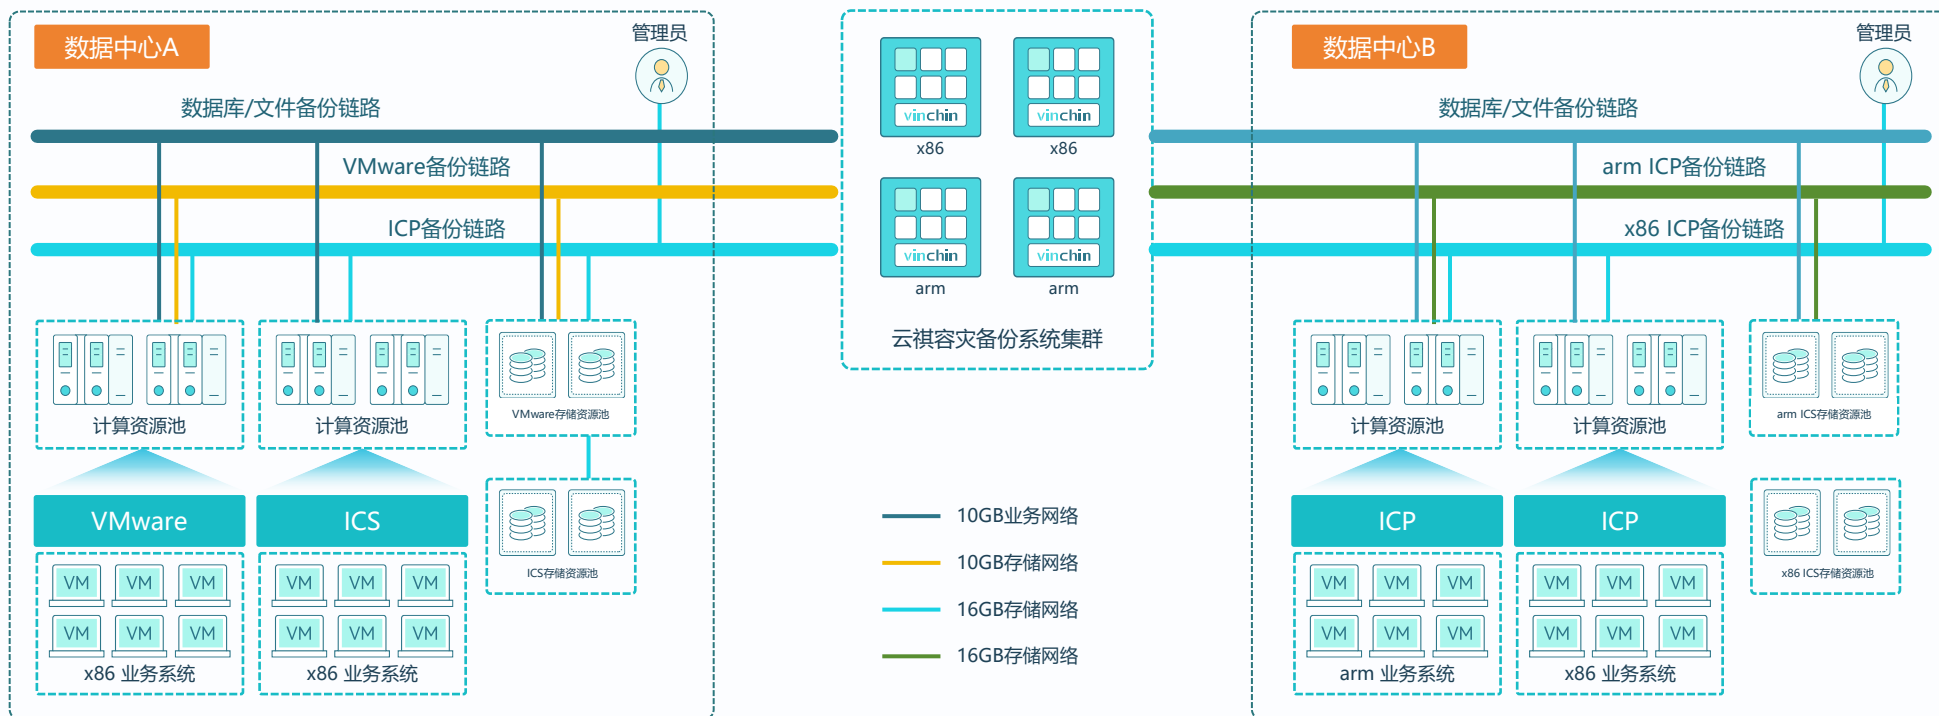 数据中心A
管理员
数据库/文件备份链路
VMware备份链路
ICP备份链路
计算资源池
计算资源池
VMware存储资源池
ICS存储资源池
VMware
ICS
VM VM VM
VM VM VM
x86 业务系统
VM VM VM
VM VM VM
x86 业务系统
vinchin
x86
vinchin
x86
vinchin
arm
vinchin
arm
云祺容灾备份系统集群
10GB业务网络
10GB存储网络
16GB存储网络
16GB存储网络
数据中心B
管理员
数据库/文件备份链路
arm ICP备份链路
x86 ICP备份链路
计算资源池
计算资源池
arm ICS存储资源池
x86 ICS存储资源池
ICP
ICP
VM VM VM
VM VM VM
arm 业务系统
VM VM VM
VM VM VM
x86 业务系统